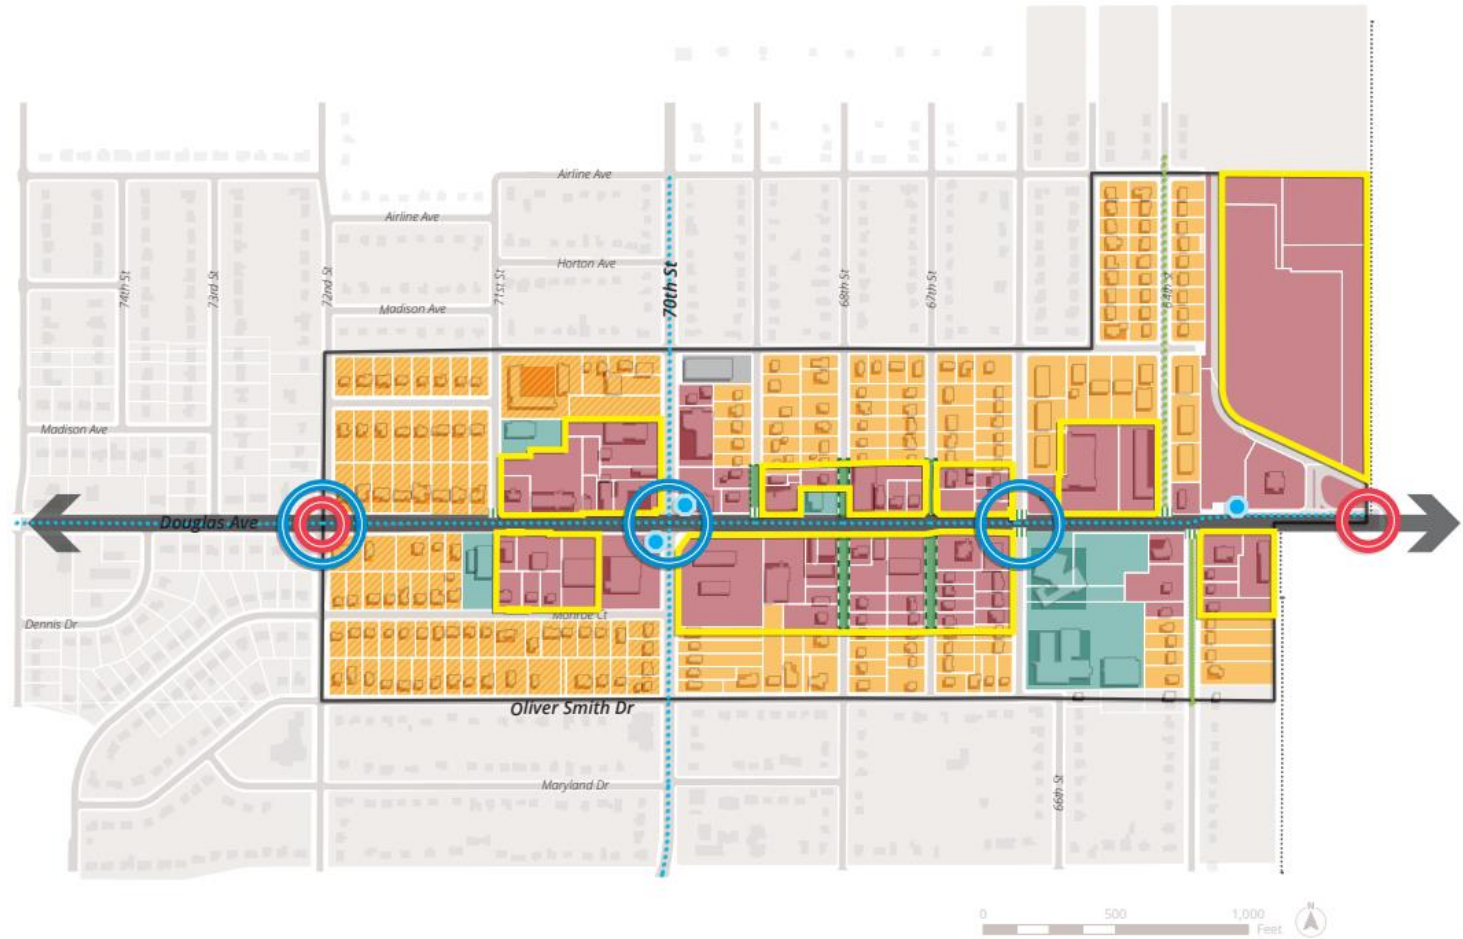 Airline Ave
Airline Ave
Horton Ave
74th St
73rd St
72nd St
71st St
70th St
68th St
67th St
64th St
Madison Ave
Madison Ave
Douglas Ave
Dennis Dr
Monroe Ct
Oliver Smith Dr
Maryland Dr
66th St
0 500 1,000
Feet
N